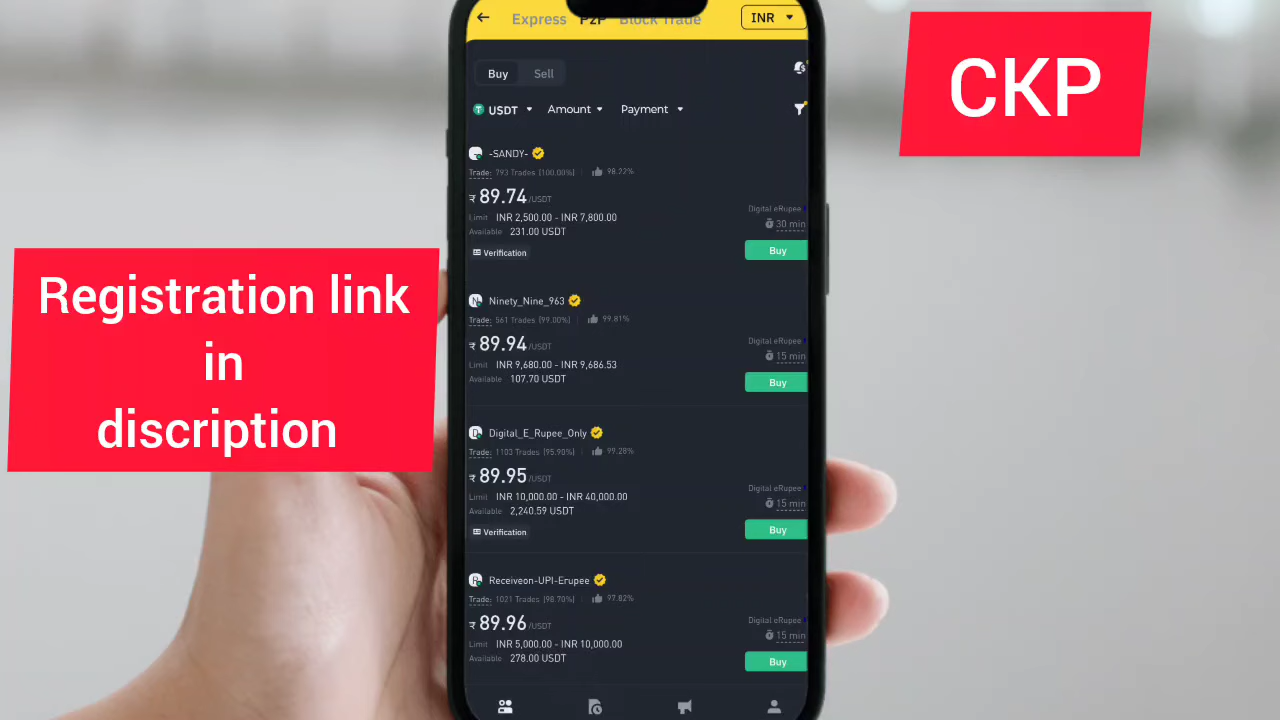 Express P2P Block Trade INR
CKP
Buy Sell
USDT Amount Payment
-SANDY-
Trade: 793 Trades (100.00%) 98.22%
₹ 89.74 /USDT
Digital eRupee
Limit INR 2,500.00 - INR 7,800.00
30 min
Available 231.00 USDT
Verification
Buy
Registration link
in
discription
N Ninety_Nine_963
Trade: 561 Trades (99.00%) 99.81%
₹ 89.94 /USDT
Digital eRupee
Limit INR 9,680.00 - INR 9,686.53
15 min
Available 107.70 USDT
Buy
D Digital_E_Rupee_Only
Trade: 1103 Trades (95.90%) 99.28%
₹ 89.95 /USDT
Digital eRupee
Limit INR 10,000.00 - INR 40,000.00
15 min
Available 2,240.59 USDT
Verification
Buy
R Receiveon-UPI-Erupee
Trade: 1021 Trades (98.70%) 97.82%
₹ 89.96 /USDT
Digital eRupee
Limit INR 5,000.00 - INR 10,000.00
15 min
Available 278.00 USDT
Buy